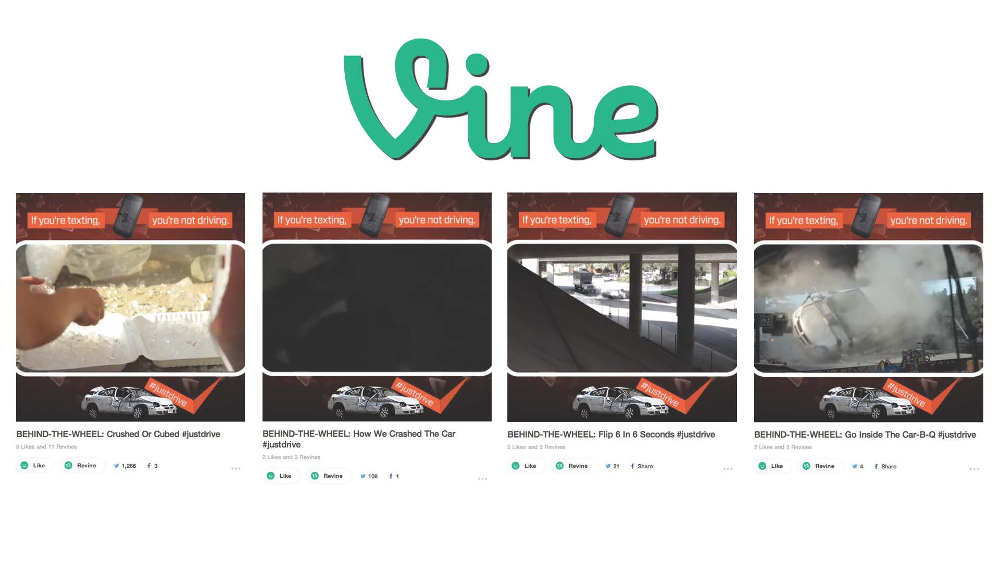 Vine
If you're texting, you're not driving.
#justdrive
BEHIND-THE-WHEEL: Crushed Or Cubed #justdrive
8 Likes and 11 Revines
Like Revine 1,266 3
If you're texting, you're not driving.
#justdrive
BEHIND-THE-WHEEL: How We Crashed The Car
#justdrive
2 Likes and 3 Revines
Like Revine 108 1
If you're texting, you're not driving.
#justdrive
BEHIND-THE-WHEEL: Flip 6 In 6 Seconds #justdrive
2 Likes and 5 Revines
Like Revine 21 Share
If you're texting, you're not driving.
#justdrive
BEHIND-THE-WHEEL: Go Inside The Car-B-Q #justdrive
2 Likes and 3 Revines
Like Revine 4 Share